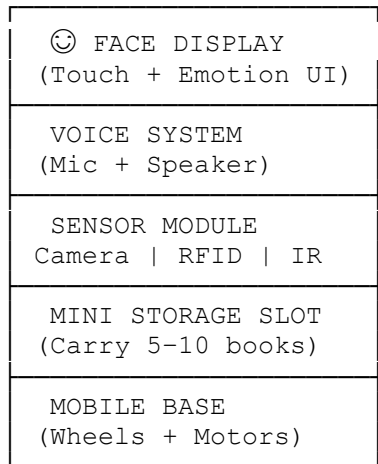 ☺ FACE DISPLAY
(Touch + Emotion UI)
VOICE SYSTEM
(Mic + Speaker)
SENSOR MODULE
Camera | RFID | IR
MINI STORAGE SLOT
(Carry 5–10 books)
MOBILE BASE
(Wheels + Motors)